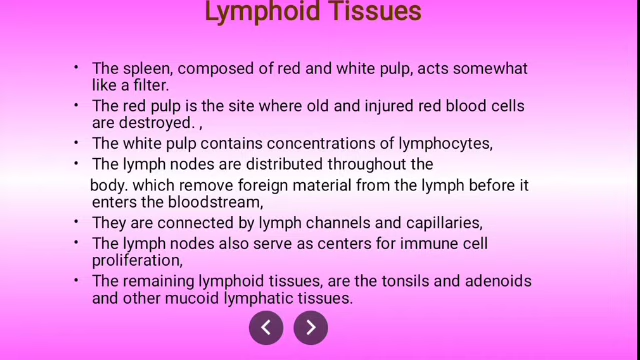 Lymphoid Tissues
• The spleen, composed of red and white pulp, acts somewhat
like a filter.
• The red pulp is the site where old and injured red blood cells
are destroyed. ,
• The white pulp contains concentrations of lymphocytes,
• The lymph nodes are distributed throughout the
body. which remove foreign material from the lymph before it
enters the bloodstream,
• They are connected by lymph channels and capillaries,
• The lymph nodes also serve as centers for immune cell
proliferation,
• The remaining lymphoid tissues, are the tonsils and adenoids
and other mucoid lymphatic tissues.